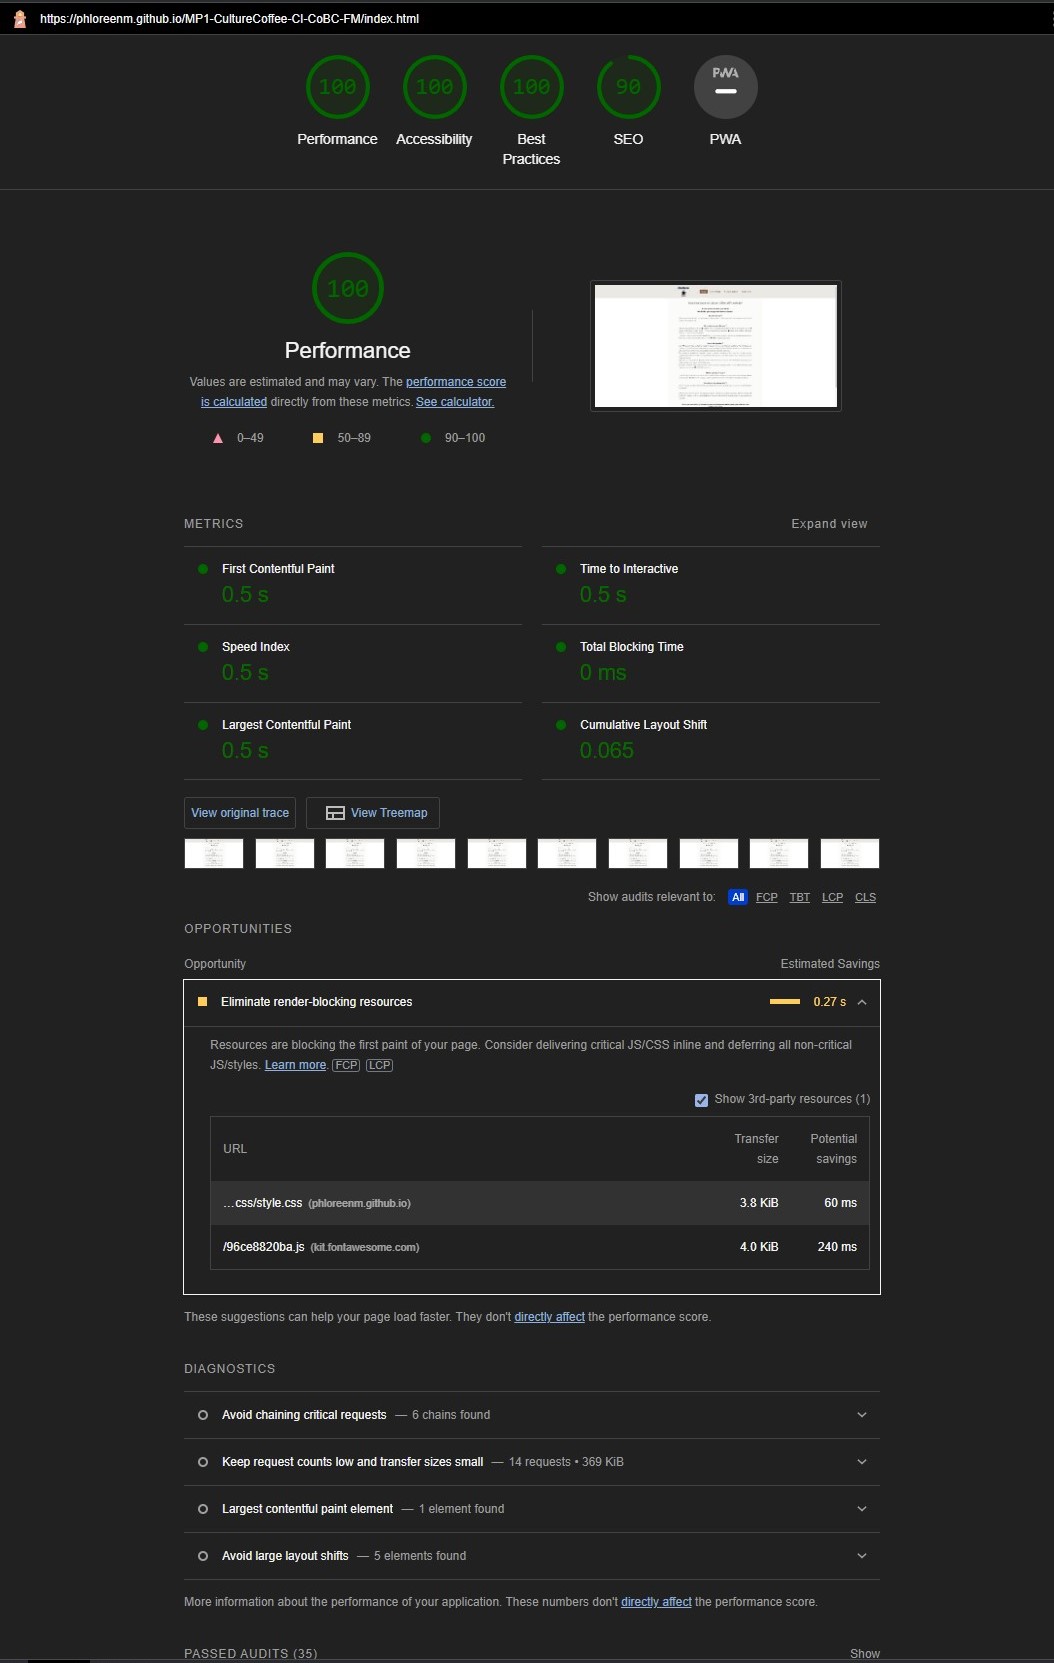 https://phloreenm.github.io/MP1-CultureCoffee-CI-CoBC-FM/index.html
100 100 100 90 PWA
Performance Accessibility Best Practices SEO PWA
100
Performance
Values are estimated and may vary. The performance score
is calculated directly from these metrics. See calculator.
0–49 50–89 90–100
METRICS Expand view
First Contentful Paint
0.5 s
Time to Interactive
0.5 s
Speed Index
0.5 s
Total Blocking Time
0 ms
Largest Contentful Paint
0.5 s
Cumulative Layout Shift
0.065
View original trace View Treemap
Show audits relevant to: All FCP TBT LCP CLS
OPPORTUNITIES
Opportunity Estimated Savings
Eliminate render-blocking resources 0.27 s
Resources are blocking the first paint of your page. Consider delivering critical JS/CSS inline and deferring all non-critical
JS/styles. Learn more. FCP LCP
Show 3rd-party resources (1)
URL Transfer size Potential savings
…css/style.css (phloreenm.github.io) 3.8 KiB 60 ms
/96ce8820ba.js (kit.fontawesome.com) 4.0 KiB 240 ms
These suggestions can help your page load faster. They don't directly affect the performance score.
DIAGNOSTICS
Avoid chaining critical requests — 6 chains found
Keep request counts low and transfer sizes small — 14 requests • 369 KiB
Largest contentful paint element — 1 element found
Avoid large layout shifts — 5 elements found
More information about the performance of your application. These numbers don't directly affect the performance score.
PASSED AUDITS (35) Show